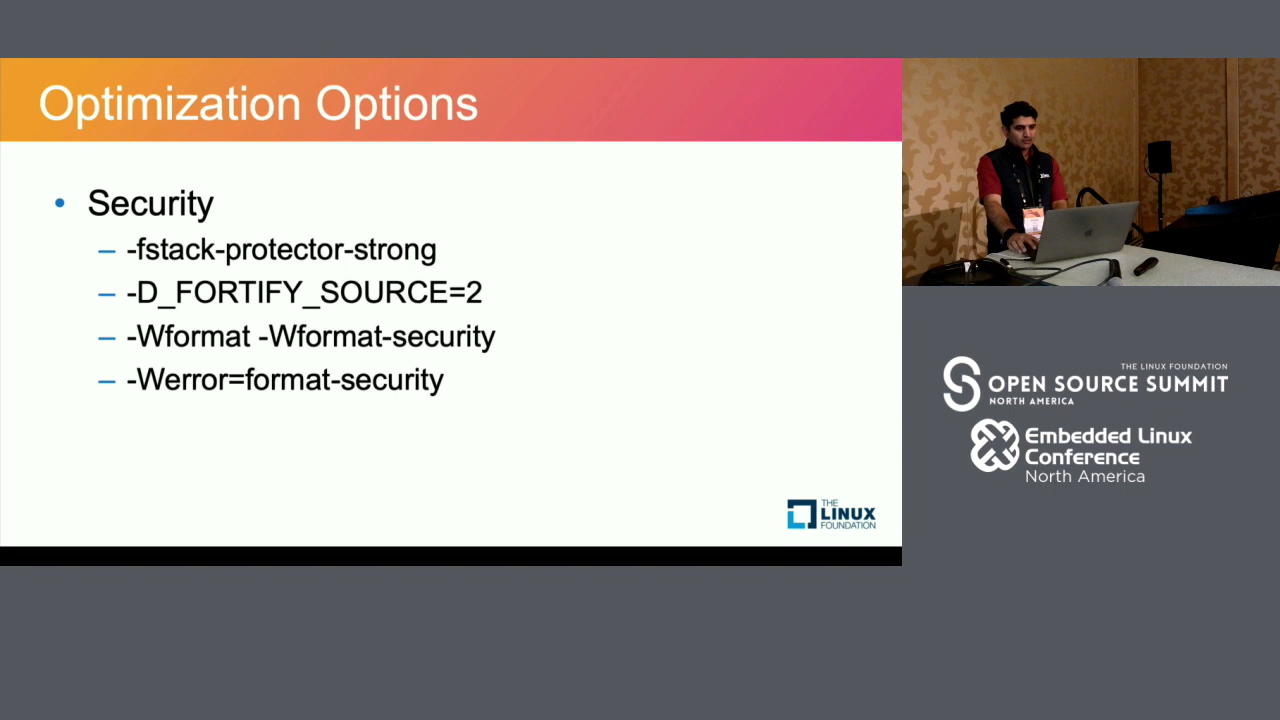 Optimization Options
• Security
– -fstack-protector-strong
– -D_FORTIFY_SOURCE=2
– -Wformat -Wformat-security
– -Werror=format-security
THE
LINUX
FOUNDATION
THE LINUX FOUNDATION
OPEN SOURCE SUMMIT
NORTH AMERICA
Embedded Linux
Conference
North America